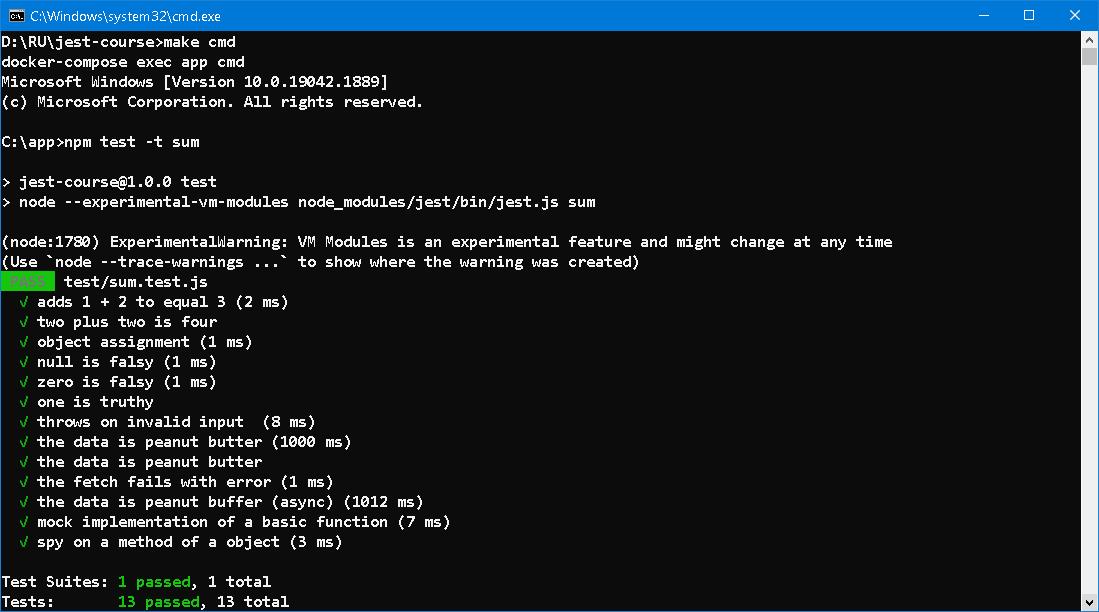 C:\Windows\system32\cmd.exe
D:\RU\jest-course>make cmd
docker-compose exec app cmd
Microsoft Windows [Version 10.0.19042.1889]
(c) Microsoft Corporation. All rights reserved.
C:\app>npm test -t sum
> jest-course@1.0.0 test
> node --experimental-vm-modules node_modules/jest/bin/jest.js sum
(node:1780) ExperimentalWarning: VM Modules is an experimental feature and might change at any time
(Use `node --trace-warnings ...` to show where the warning was created)
PASS test/sum.test.js
√ adds 1 + 2 to equal 3 (2 ms)
√ two plus two is four
√ object assignment (1 ms)
√ null is falsy (1 ms)
√ zero is falsy (1 ms)
√ one is truthy
√ throws on invalid input  (8 ms)
√ the data is peanut butter (1000 ms)
√ the data is peanut butter
√ the fetch fails with error (1 ms)
√ the data is peanut buffer (async) (1012 ms)
√ mock implementation of a basic function (7 ms)
√ spy on a method of a object (3 ms)
Test Suites: 1 passed, 1 total
Tests:       13 passed, 13 total